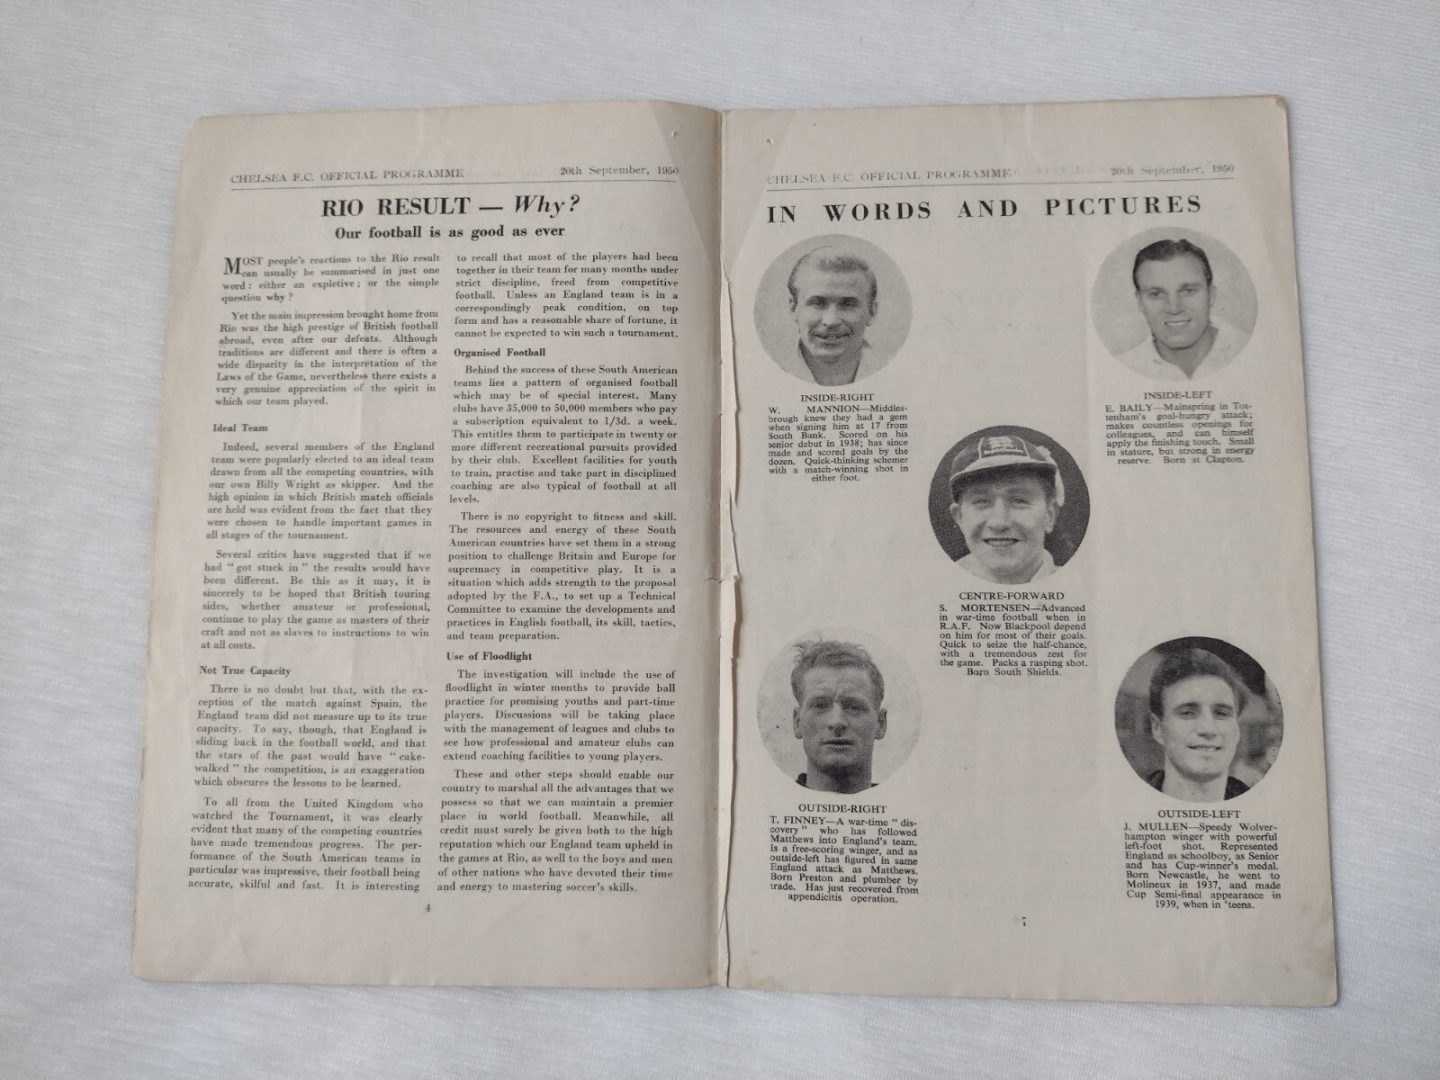 CHELSEA F.C. OFFICIAL PROGRAMME 20th September, 1950
RIO RESULT — Why?
Our football is as good as ever
MOST people's reactions to the Rio result
can usually be summarised in just one
word: either an expletive; or the simple
question why?
Yet the main impression brought home from
Rio was the high prestige of British football
abroad, even after our defeats. Although
traditions are different and there is often a
wide disparity in the interpretation of the
Laws of the Game, nevertheless there exists a
very genuine appreciation of the spirit in
which our team played.
Ideal Team
Indeed, several members of the England
team were popularly elected to an ideal team
drawn from all the competing countries, with
our own Billy Wright as skipper. And the
high opinion in which British match officials
are held was evident from the fact that they
were chosen to handle important games in
all stages of the tournament.
Several critics have suggested that if we
had "got stuck in" the results would have
been different. Be this as it may, it is
sincerely to be hoped that British touring
sides, whether amateur or professional,
continue to play the game as masters of their
craft and not as slaves to instructions to win
at all costs.
Not True Capacity
There is no doubt but that, with the ex-
ception of the match against Spain, the
England team did not measure up to its true
capacity. To say, though, that England is
sliding back in the football world, and that
the stars of the past would have "cake-
walked" the competition, is an exaggeration
which obscures the lessons to be learned.
To all from the United Kingdom who
watched the Tournament, it was clearly
evident that many of the competing countries
have made tremendous progress. The per-
formance of the South American teams in
particular was impressive, their football being
accurate, skilful and fast. It is interesting
to recall that most of the players had been
together in their team for many months under
strict discipline, freed from competitive
football. Unless an England team is in a
correspondingly peak condition, on top
form and has a reasonable share of fortune, it
cannot be expected to win such a tournament.
Organised Football
Behind the success of these South American
teams lies a pattern of organised football
which may be of special interest. Many
clubs have 35,000 to 50,000 members who pay
a subscription equivalent to 1/3d. a week.
This entitles them to participate in twenty or
more different recreational pursuits provided
by their club. Excellent facilities for youth
to train, practise and take part in disciplined
coaching are also typical of football at all
levels.
There is no copyright to fitness and skill.
The resources and energy of these South
American countries have set them in a strong
position to challenge Britain and Europe for
supremacy in competitive play. It is a
situation which adds strength to the proposal
adopted by the F.A., to set up a Technical
Committee to examine the developments and
practices in English football, its skill, tactics,
and team preparation.
Use of Floodlight
The investigation will include the use of
floodlight in winter months to provide ball
practice for promising youths and part-time
players. Discussions will be taking place
with the management of leagues and clubs to
see how professional and amateur clubs can
extend coaching facilities to young players.
These and other steps should enable our
country to marshal all the advantages that we
possess so that we can maintain a premier
place in world football. Meanwhile, all
credit must surely be given both to the high
reputation which our England team upheld in
the games at Rio, as well to the boys and men
of other nations who have devoted their time
and energy to mastering soccer's skills.
4
CHELSEA F.C. OFFICIAL PROGRAMME 20th September, 1950
IN WORDS AND PICTURES
INSIDE-RIGHT
W. MANNION—Middles-
brough knew they had a gem
when signing him at 17 from
South Bank. Scored on his
senior debut in 1938; has since
made and scored goals by the
dozen. Quick-thinking schemer
with a match-winning shot in
either foot.
INSIDE-LEFT
E. BAILY—Mainspring in Tot-
tenham's goal-hungry attack;
makes countless openings for
colleagues, and can himself
apply the finishing touch. Small
in stature, but strong in energy
reserve. Born at Clapton.
CENTRE-FORWARD
S. MORTENSEN—Advanced
in war-time football when in
R.A.F. Now Blackpool depend
on him for most of their goals.
Quick to seize the half-chance,
with a tremendous zest for
the game. Packs a rasping shot.
Born South Shields.
OUTSIDE-RIGHT
T. FINNEY—A war-time "dis-
covery" who has followed
Matthews into England's team.
Is a free-scoring winger, and as
outside-left has figured in same
England attack as Matthews.
Born Preston and plumber by
trade. Has just recovered from
appendicitis operation.
OUTSIDE-LEFT
J. MULLEN—Speedy Wolver-
hampton winger with powerful
left-foot shot. Represented
England as schoolboy, as Senior
and has Cup-winner's medal.
Born Newcastle, he went to
Molineux in 1937, and made
Cup Semi-final appearance in
1939, when in 'teens.